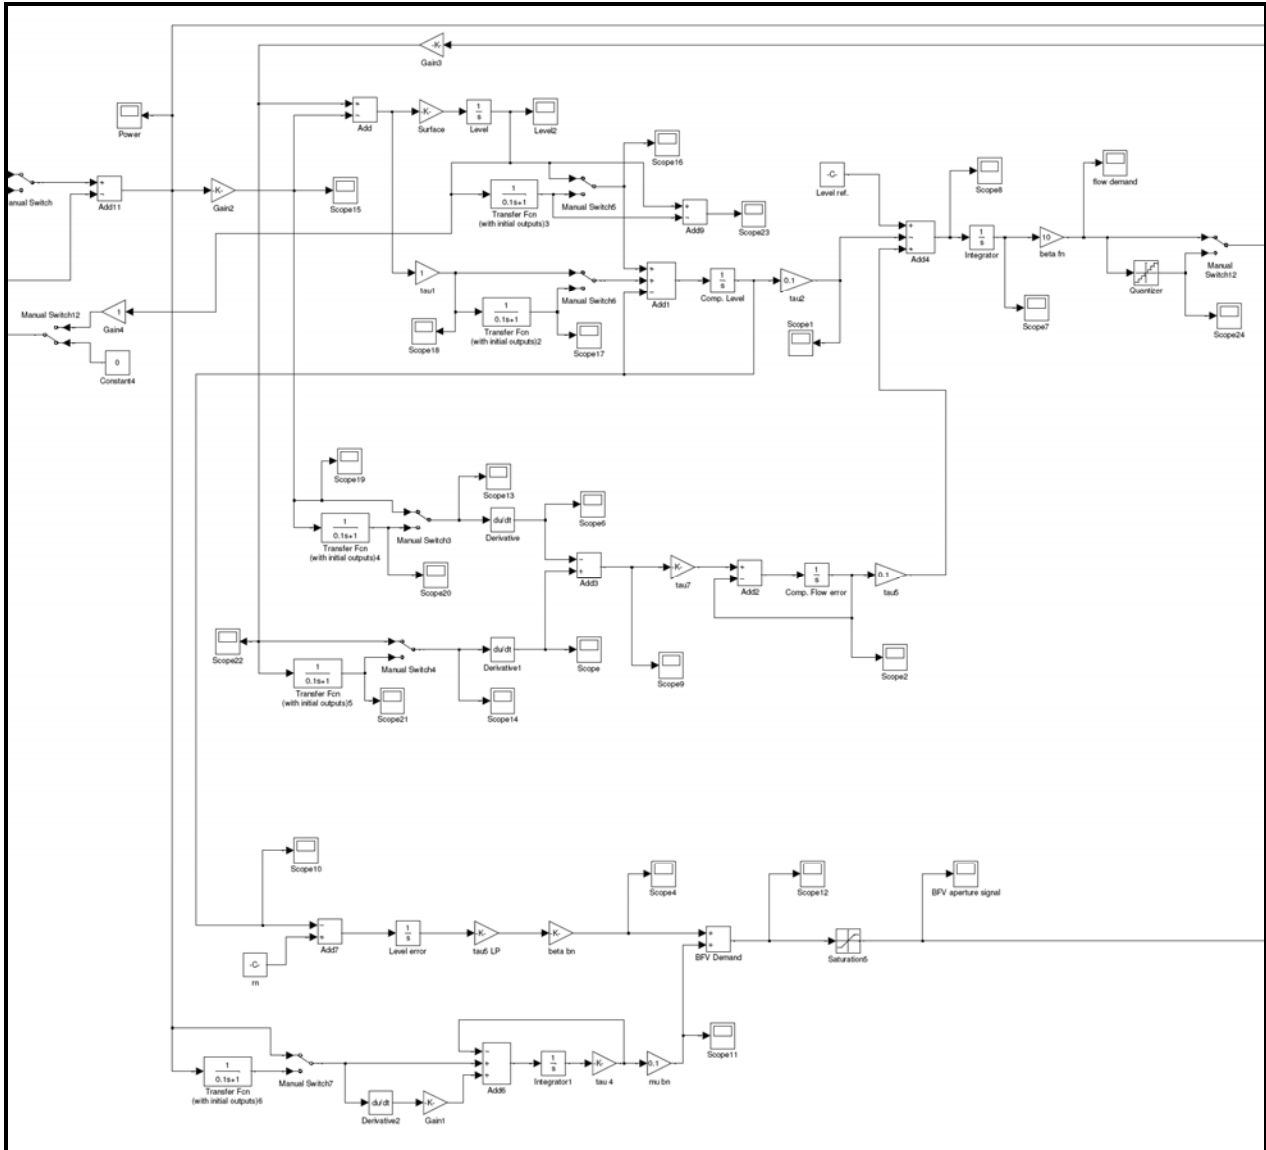 -K-
Gain3
Power
+
−
Add
-K-
Surface
1
s
Level
Level2
Scope16
anual Switch
+
−
Add11
-K-
Gain2
Scope15
1
0.1s+1
Transfer Fcn
(with initial outputs)3
Manual Switch5
+
−
Add9
Scope23
-C-
Level ref.
Scope8
flow demand
+
−
+
Add4
1
s
Integrator
10
beta fn
Quantizer
Manual
Switch12
Scope7
Scope24
1
tau1
Manual Switch6
+
+
−
Add1
1
s
Comp. Level
0.1
tau2
Scope1
Scope18
1
0.1s+1
Transfer Fcn
(with initial outputs)2
Scope17
Manual Switch12
1
Gain4
0
Constant4
Scope19
Scope13
Scope6
1
0.1s+1
Transfer Fcn
(with initial outputs)4
Manual Switch3
du/dt
Derivative
Scope20
−
+
Add3
-K-
tau7
+
−
Add2
1
s
Comp. Flow error
0.1
tau5
Scope22
1
0.1s+1
Transfer Fcn
(with initial outputs)5
Manual Switch4
du/dt
Derivative1
Scope
Scope9
Scope2
Scope21
Scope14
Scope10
Scope4
Scope12
BFV aperture signal
−
+
Add7
1
s
Level error
-K-
tau5 LP
-K-
beta bn
+
+
BFV Demand
Saturation5
-C-
rn
Scope11
1
0.1s+1
Transfer Fcn
(with initial outputs)6
Manual Switch7
−
+
+
Add6
1
s
Integrator1
-K-
tau 4
0.1
mu bn
du/dt
Derivative2
-K-
Gain1